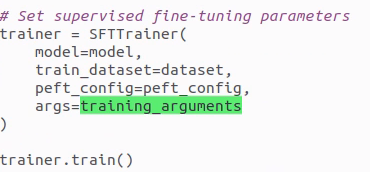 # Set supervised fine-tuning parameters
trainer = SFTTrainer(
    model=model,
    train_dataset=dataset,
    peft_config=peft_config,
    args=training_arguments
)

trainer.train()